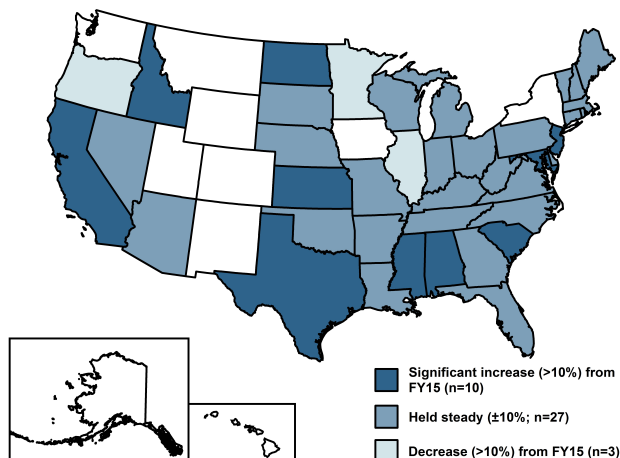 Significant increase (>10%) from
FY15 (n=10)
Held steady (±10%; n=27)
Decrease (>10%) from FY15 (n=3)